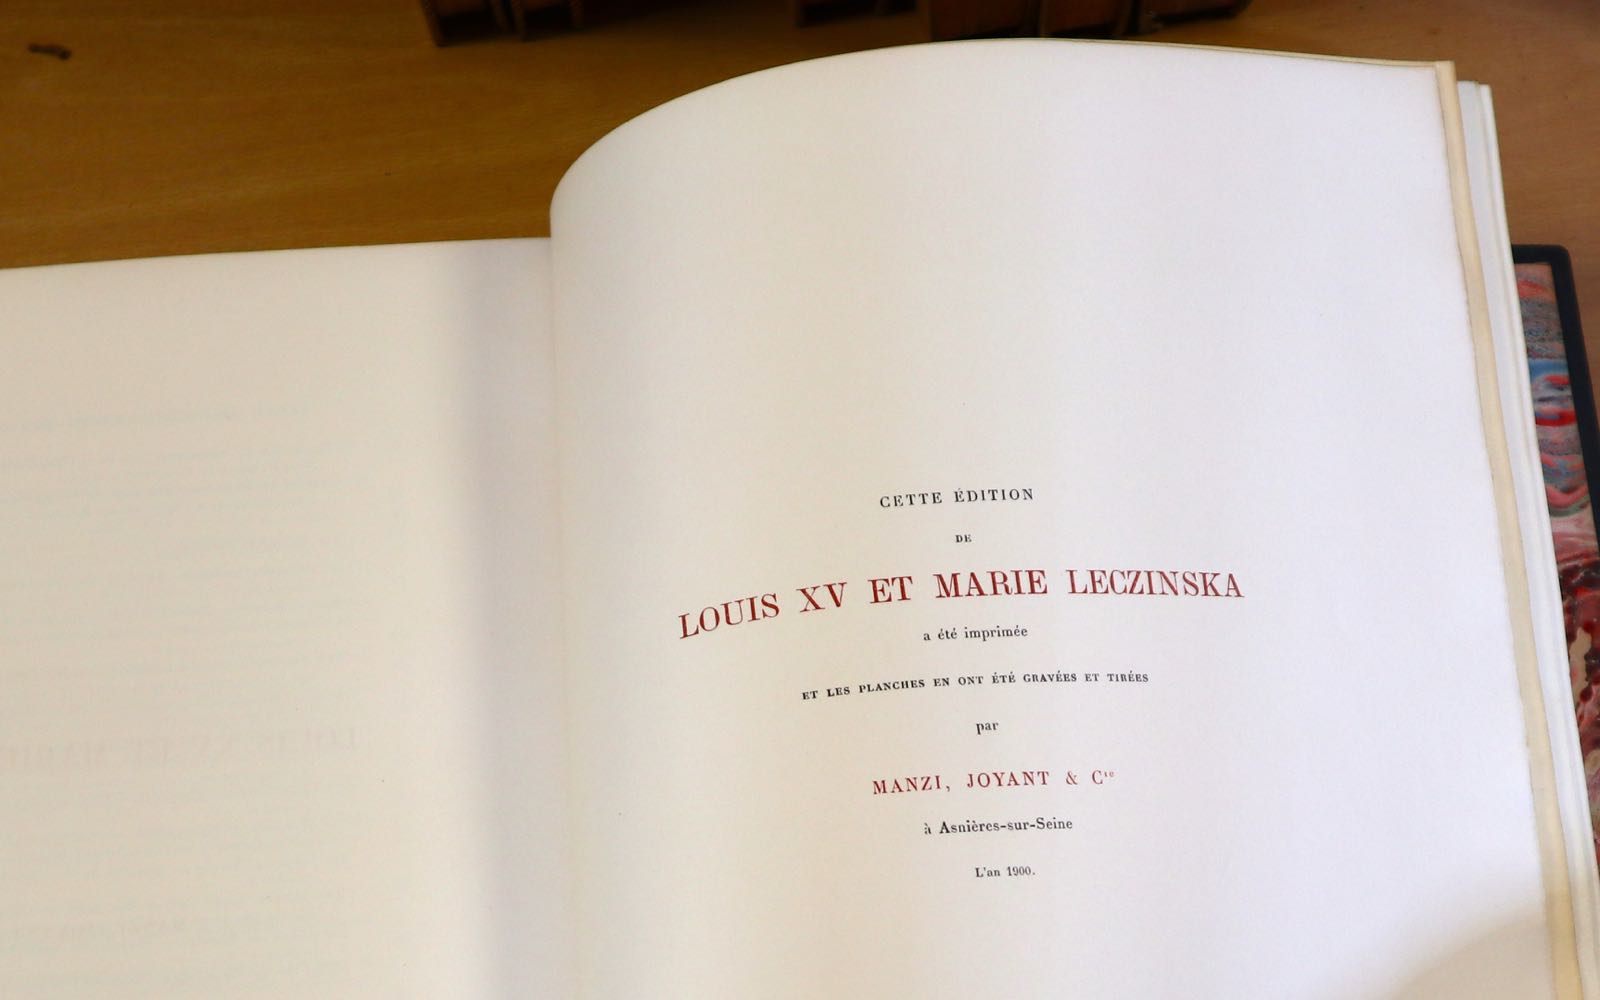 CETTE ÉDITION
DE
LOUIS XV ET MARIE LECZINSKA
a été imprimée
ET LES PLANCHES EN ONT ÉTÉ GRAVÉES ET TIRÉES
par
MANZI, JOYANT & Cie
à Asnières-sur-Seine
L'an 1900.